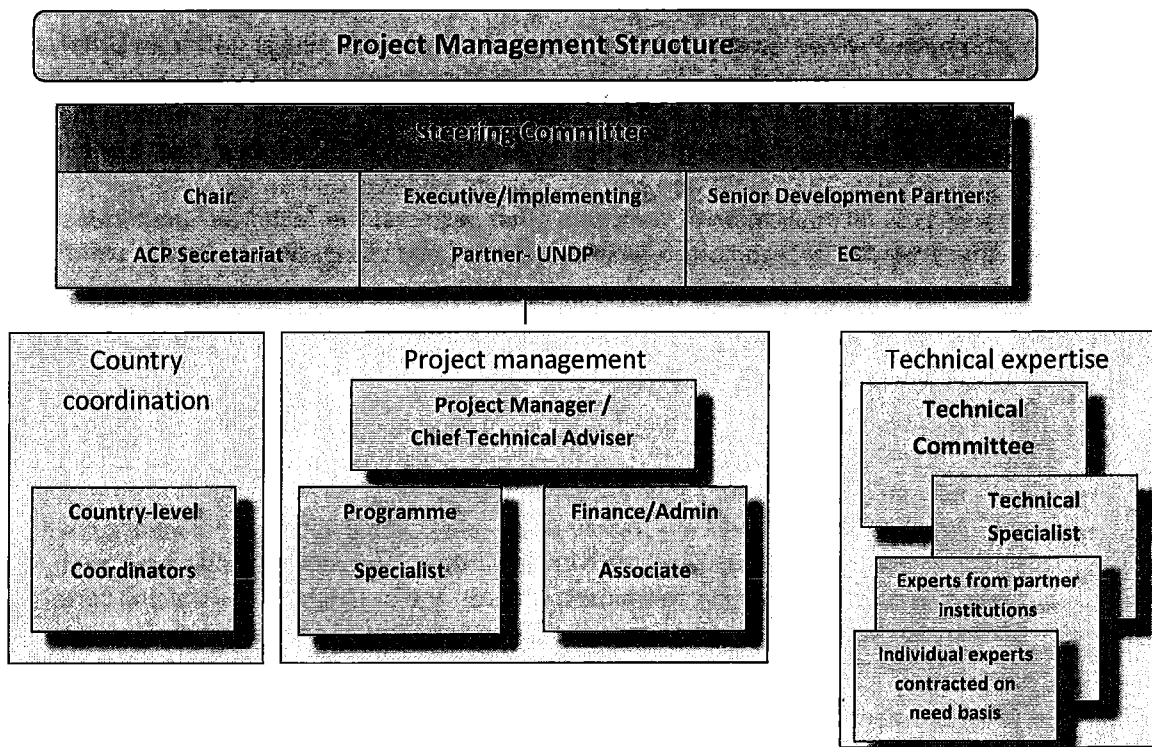 Project Management Structure
Steering Committee
Chair
ACP Secretariat
Executive/Implementing
Partner- UNDP
Senior Development Partner:
EC
Country
coordination
Country-level
Coordinators
Project management
Project Manager /
Chief Technical Adviser
Programme
Specialist
Finance/Admin
Associate
Technical expertise
Technical
Committee
Technical
Specialist
Experts from partner
institutions
Individual experts
contracted on
need basis